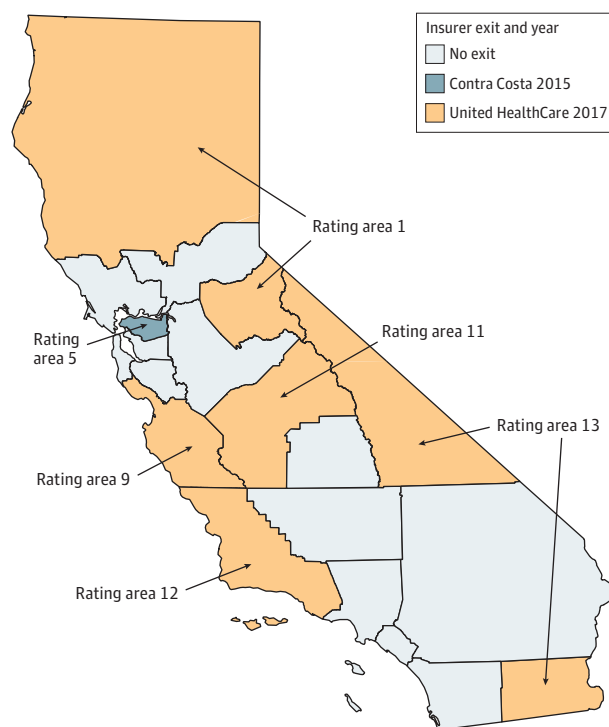 Insurer exit and year
No exit
Contra Costa 2015
United HealthCare 2017
Rating area 1
Rating area 11
Rating
area 5
Rating area 13
Rating area 9
Rating area 12